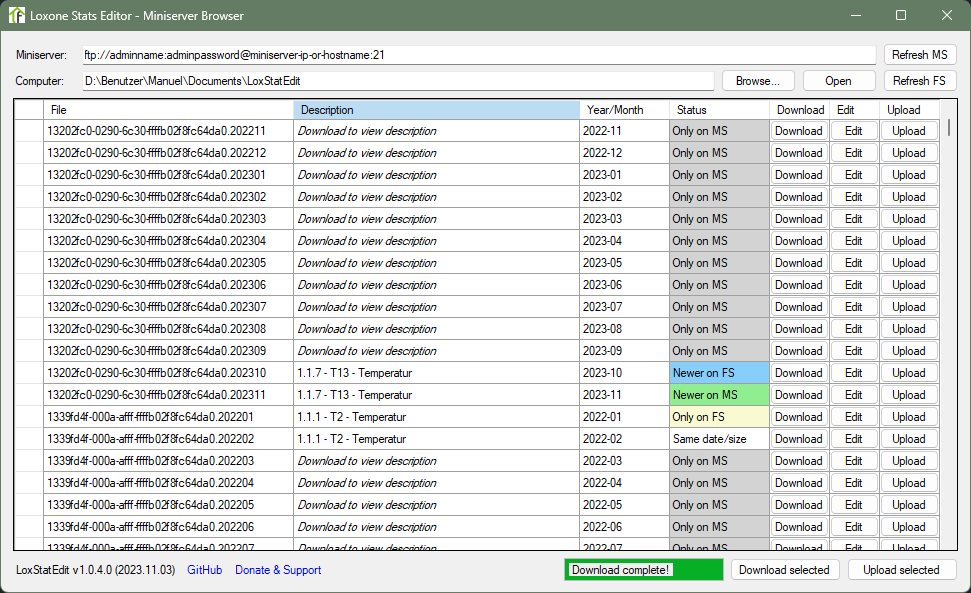 Loxone Stats Editor - Miniserver Browser
Miniserver: ftp://adminname:adminpassword@miniserver-ip-or-hostname:21 Refresh MS
Computer: D:\Benutzer\Manuel\Documents\LoxStatEdit Browse... Open Refresh FS
File Description Year/Month Status Download Edit Upload
13202fc0-0290-6c30-ffffb02f8fc64da0.202211 Download to view description 2022-11 Only on MS Download Edit Upload
13202fc0-0290-6c30-ffffb02f8fc64da0.202212 Download to view description 2022-12 Only on MS Download Edit Upload
13202fc0-0290-6c30-ffffb02f8fc64da0.202301 Download to view description 2023-01 Only on MS Download Edit Upload
13202fc0-0290-6c30-ffffb02f8fc64da0.202302 Download to view description 2023-02 Only on MS Download Edit Upload
13202fc0-0290-6c30-ffffb02f8fc64da0.202303 Download to view description 2023-03 Only on MS Download Edit Upload
13202fc0-0290-6c30-ffffb02f8fc64da0.202304 Download to view description 2023-04 Only on MS Download Edit Upload
13202fc0-0290-6c30-ffffb02f8fc64da0.202305 Download to view description 2023-05 Only on MS Download Edit Upload
13202fc0-0290-6c30-ffffb02f8fc64da0.202306 Download to view description 2023-06 Only on MS Download Edit Upload
13202fc0-0290-6c30-ffffb02f8fc64da0.202307 Download to view description 2023-07 Only on MS Download Edit Upload
13202fc0-0290-6c30-ffffb02f8fc64da0.202308 Download to view description 2023-08 Only on MS Download Edit Upload
13202fc0-0290-6c30-ffffb02f8fc64da0.202309 Download to view description 2023-09 Only on MS Download Edit Upload
13202fc0-0290-6c30-ffffb02f8fc64da0.202310 1.1.7 - T13 - Temperatur 2023-10 Newer on FS Download Edit Upload
13202fc0-0290-6c30-ffffb02f8fc64da0.202311 1.1.7 - T13 - Temperatur 2023-11 Newer on MS Download Edit Upload
1339fd4f-000a-afff-ffffb02f8fc64da0.202201 1.1.1 - T2 - Temperatur 2022-01 Only on FS Download Edit Upload
1339fd4f-000a-afff-ffffb02f8fc64da0.202202 1.1.1 - T2 - Temperatur 2022-02 Same date/size Download Edit Upload
1339fd4f-000a-afff-ffffb02f8fc64da0.202203 Download to view description 2022-03 Only on MS Download Edit Upload
1339fd4f-000a-afff-ffffb02f8fc64da0.202204 Download to view description 2022-04 Only on MS Download Edit Upload
1339fd4f-000a-afff-ffffb02f8fc64da0.202205 Download to view description 2022-05 Only on MS Download Edit Upload
1339fd4f-000a-afff-ffffb02f8fc64da0.202206 Download to view description 2022-06 Only on MS Download Edit Upload
1339fd4f-000a-afff-ffffb02f8fc64da0.202207 Download to view description 2022-07 Only on MS Download Edit Upload
LoxStatEdit v1.0.4.0 (2023.11.03) GitHub Donate & Support Download complete! Download selected Upload selected